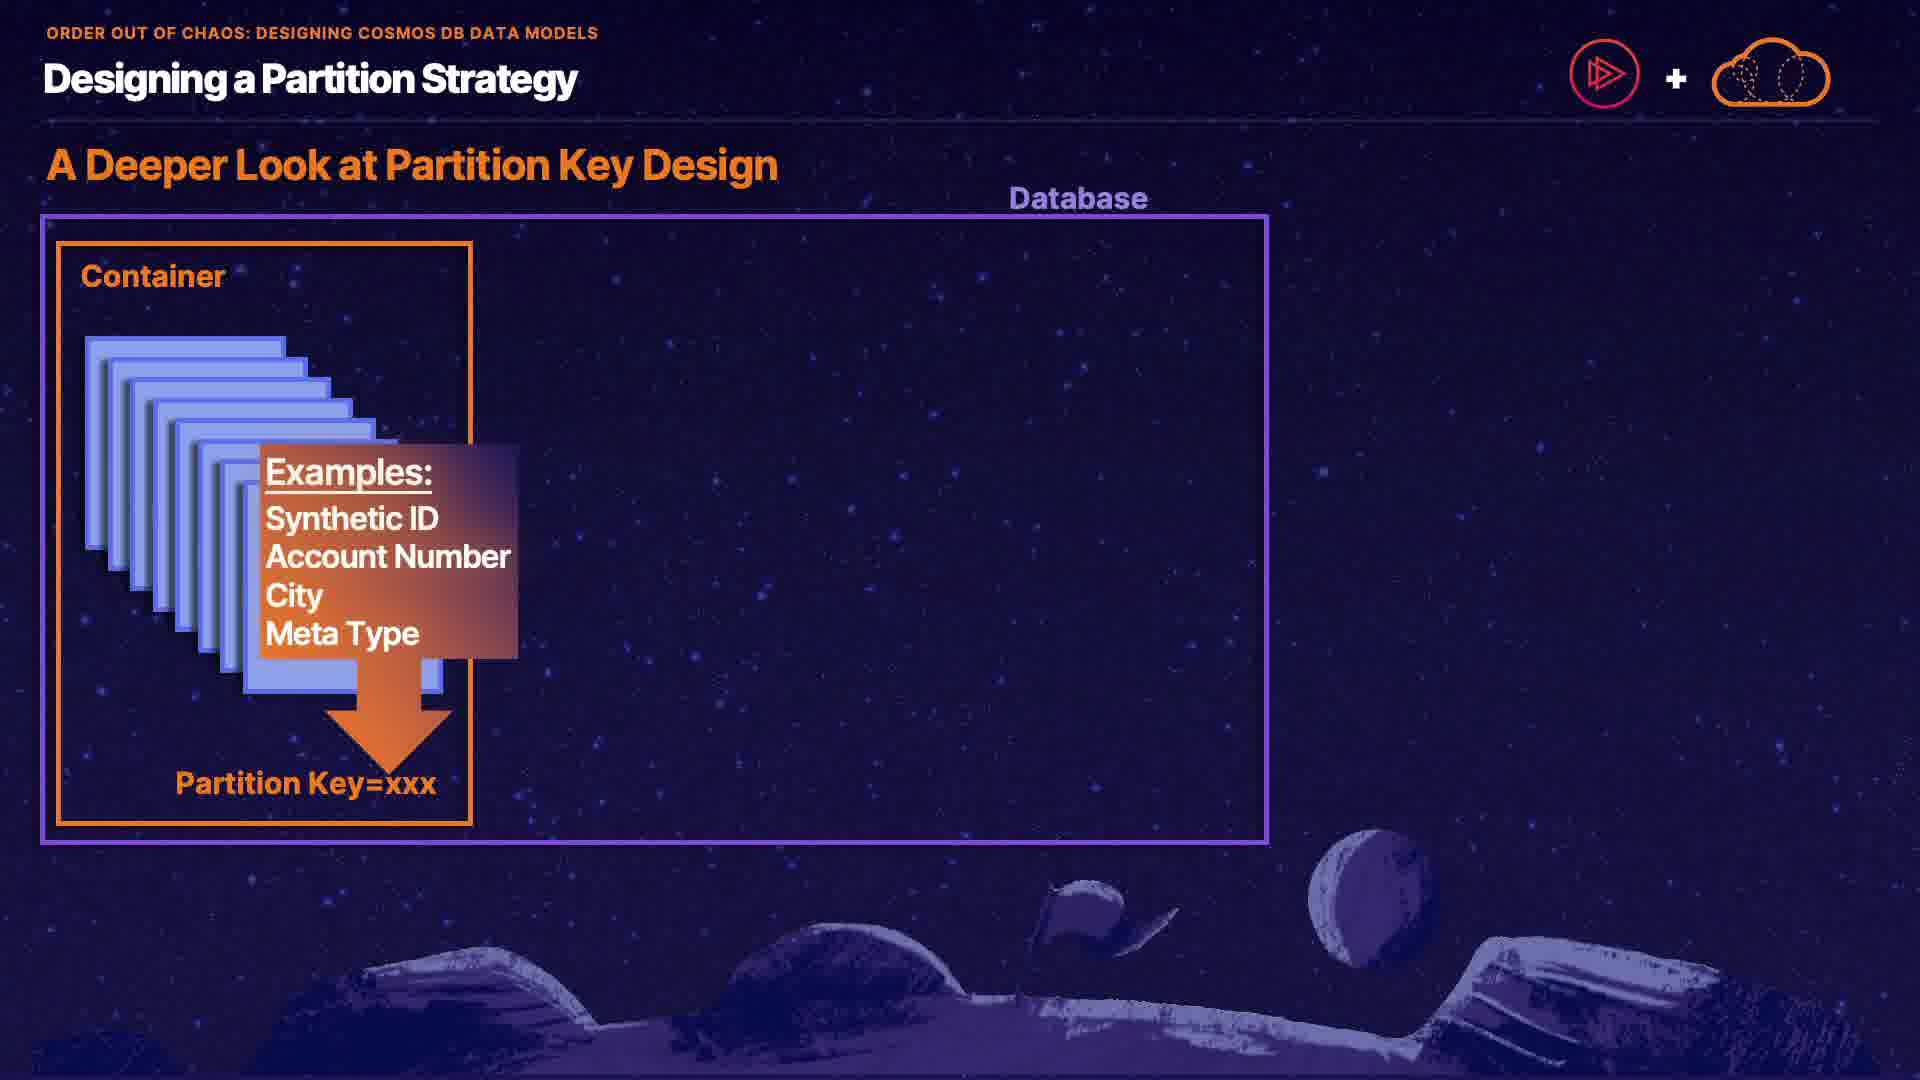 ORDER OUT OF CHAOS: DESIGNING COSMOS DB DATA MODELS
Designing a Partition Strategy
+
A Deeper Look at Partition Key Design
Database
Container
Examples:
Synthetic ID
Account Number
City
Meta Type
Partition Key=xxx